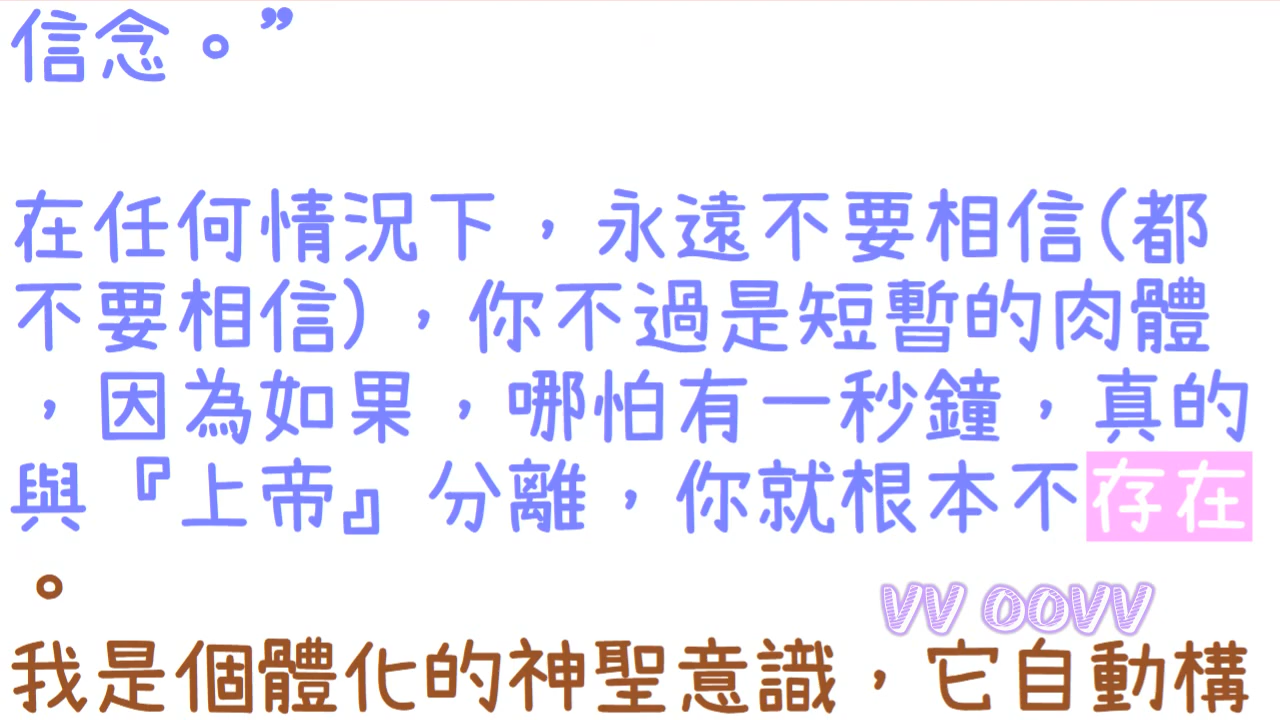 信念。”
在任何情況下，永遠不要相信(都
不要相信)，你不過是短暫的肉體
，因為如果，哪怕有一秒鐘，真的
與『上帝』分離，你就根本不存在
。
VV OOVV
我是個體化的神聖意識，它自動構